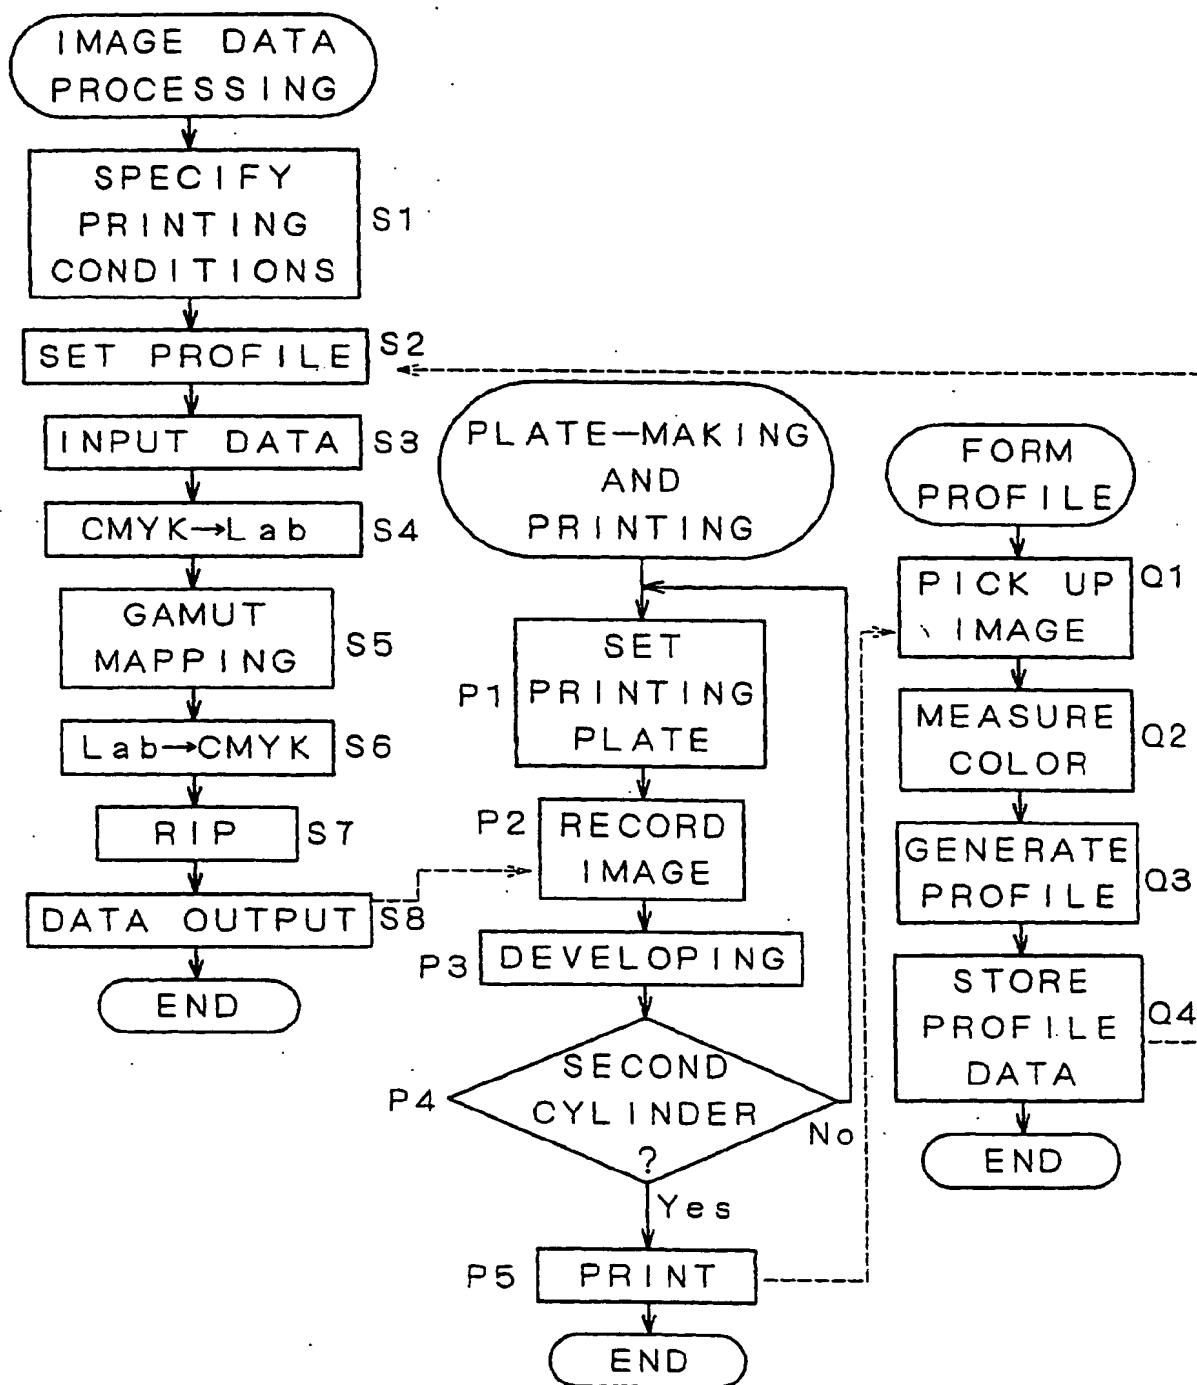 IMAGE DATA
PROCESSING
SPECIFY
PRINTING
CONDITIONS
S1
SET PROFILE
S2
INPUT DATA
S3
CMYK→Lab
S4
GAMUT
MAPPING
S5
Lab→CMYK
S6
RIP
S7
DATA OUTPUT
S8
END
PLATE-MAKING
AND
PRINTING
P1
SET
PRINTING
PLATE
P2
RECORD
IMAGE
P3
DEVELOPING
P4
SECOND
CYLINDER
?
No
Yes
P5
PRINT
END
FORM
PROFILE
PICK UP
IMAGE
Q1
MEASURE
COLOR
Q2
GENERATE
PROFILE
Q3
STORE
PROFILE
DATA
Q4
END